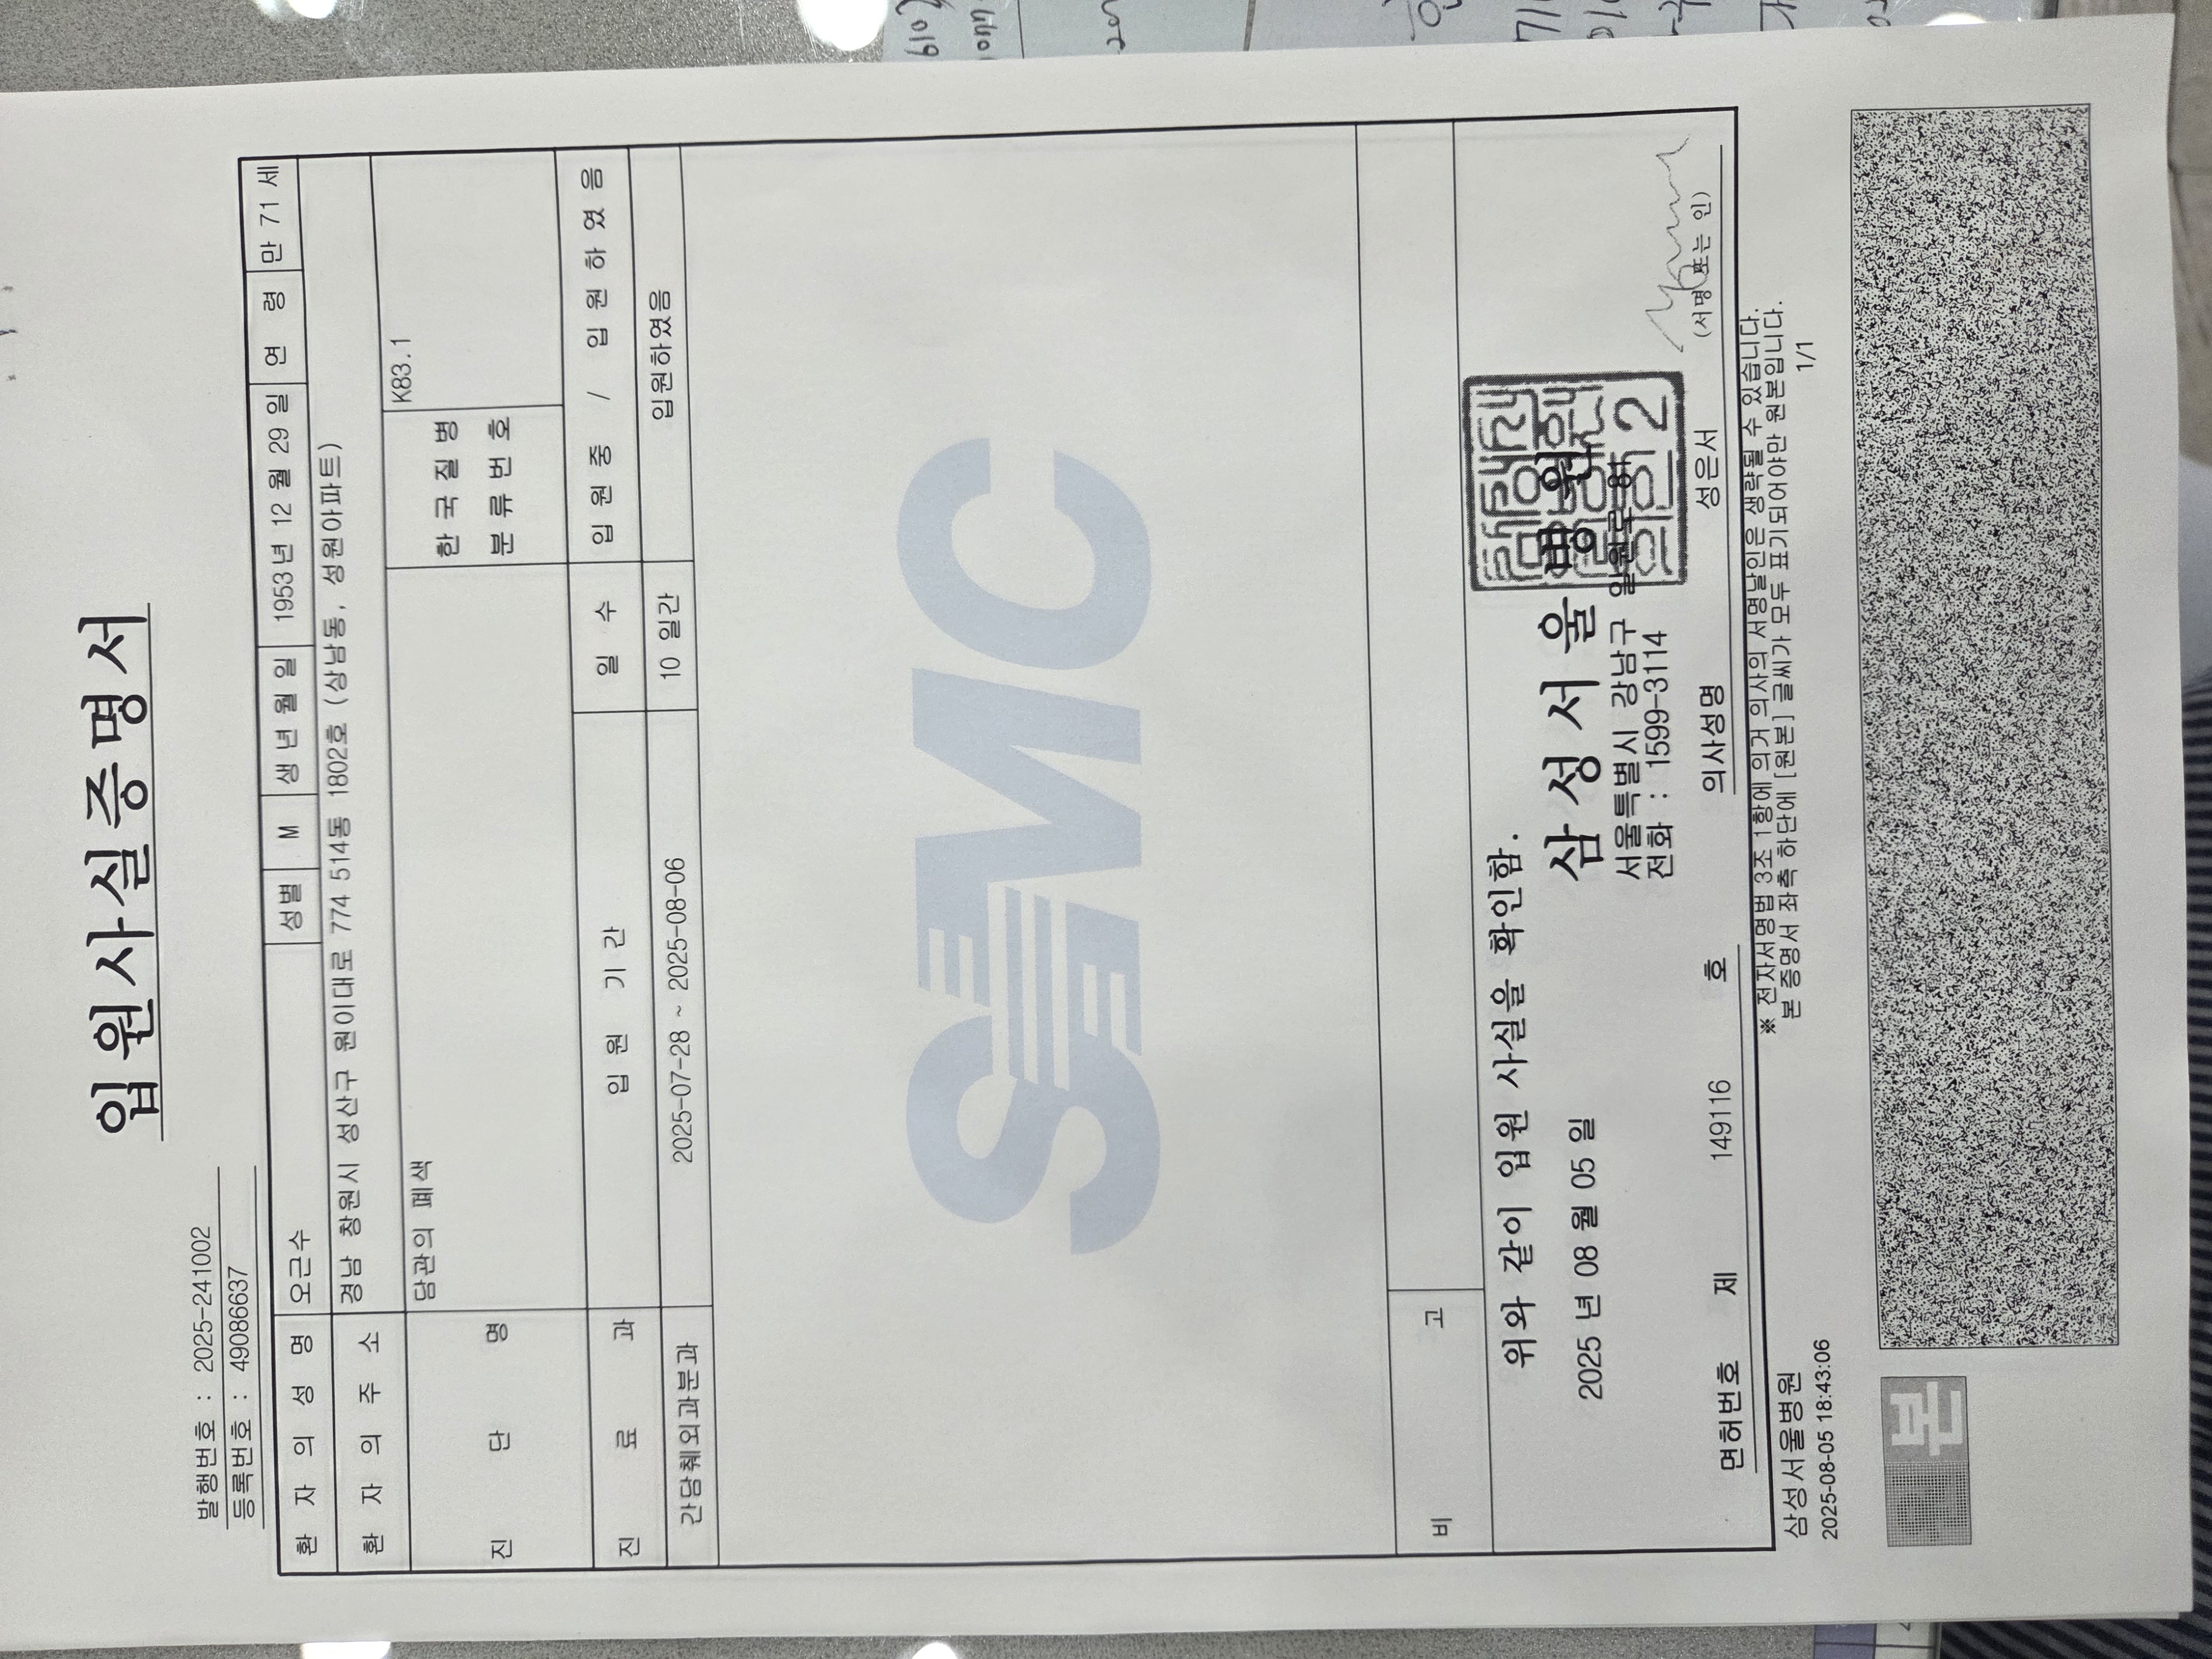 입원사실증명서
발행번호 : 2025-241002
등록번호 : 49086637
환 자 의 성 명 오근수 성별 M 생 년 월 일 1953년 12 월 29 일 연 령 만 71 세
환 자 의 주 소 경남 창원시 성산구 원이대로 774 514동 1802호 (상남동, 성원아파트)
진 단 명 담관의 폐색 한 국 질 병 분 류 번 호 K83.1
진 료 과 입 원 기 간 일 수 입 원 중 / 입 원 하 였 음
간담췌외과분과 2025-07-28 ~ 2025-08-06 10 일간 입원하였음
SMC
비 고
위와 같이 입원 사실을 확인함.
2025 년 08 월 05 일
삼 성 서 울 병 원
서울특별시 강남구 일원로 81
전화 : 1599-3114
면허번호 제 149116 호 의사성명 성은서 (서명 또는 인)
※ 전자서명법 3조 1항에 의거 의사의 서명날인은 생략될 수 있습니다.
본 증명서 좌측 하단에 [원본] 글씨가 모두 표기되어야만 원본입니다.
삼성서울병원
2025-08-05 18:43:06
1/1
본